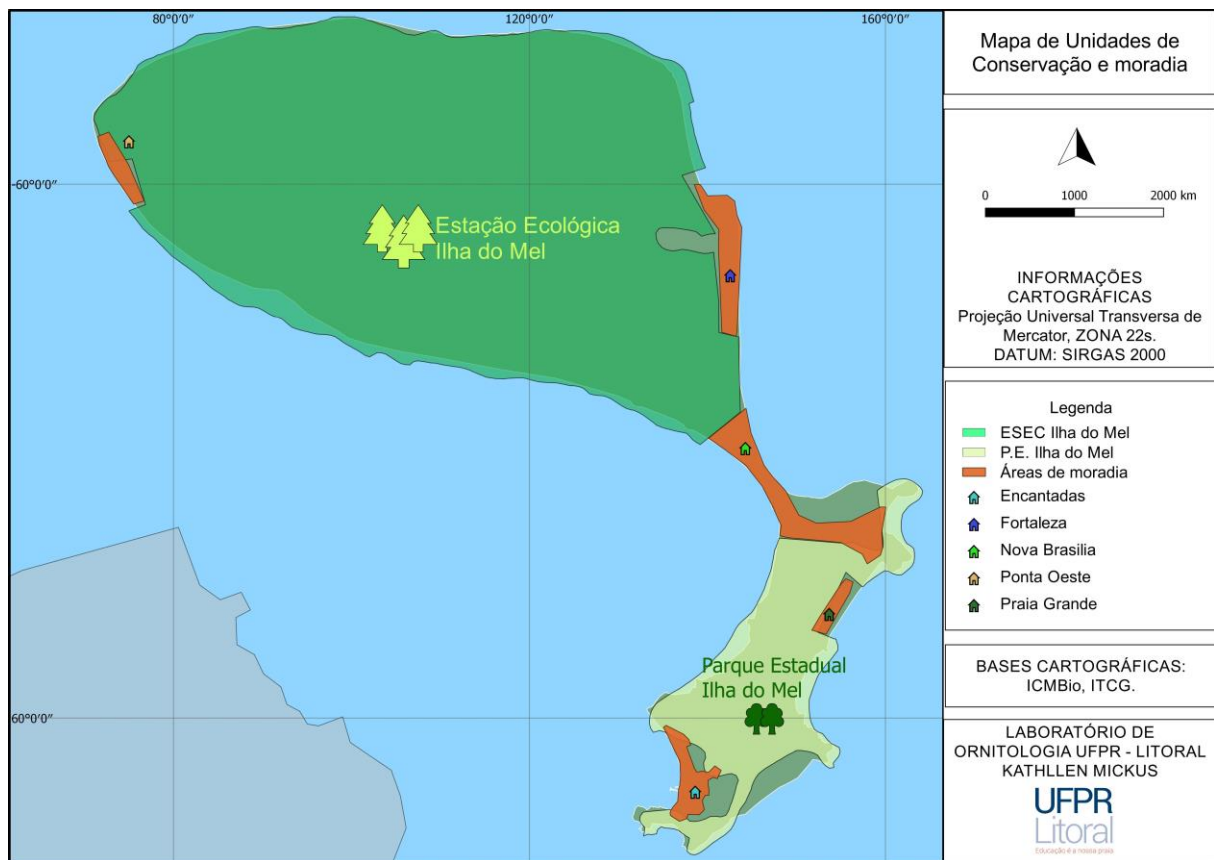 80°0'0"
120°0'0"
160°0'0"
-60°0'0"
60°0'0"
Estação Ecológica
Ilha do Mel
Parque Estadual
Ilha do Mel
Mapa de Unidades de
Conservação e moradia
0 1000 2000 km
INFORMAÇÕES
CARTOGRÁFICAS
Projeção Universal Transversa de
Mercator, ZONA 22s.
DATUM: SIRGAS 2000
Legenda
ESEC Ilha do Mel
P.E. Ilha do Mel
Áreas de moradia
Encantadas
Fortaleza
Nova Brasilia
Ponta Oeste
Praia Grande
BASES CARTOGRÁFICAS:
ICMBio, ITCG.
LABORATÓRIO DE
ORNITOLOGIA UFPR - LITORAL
KATHLLEN MICKUS
UFPR
Litoral
Educação é a nossa praia